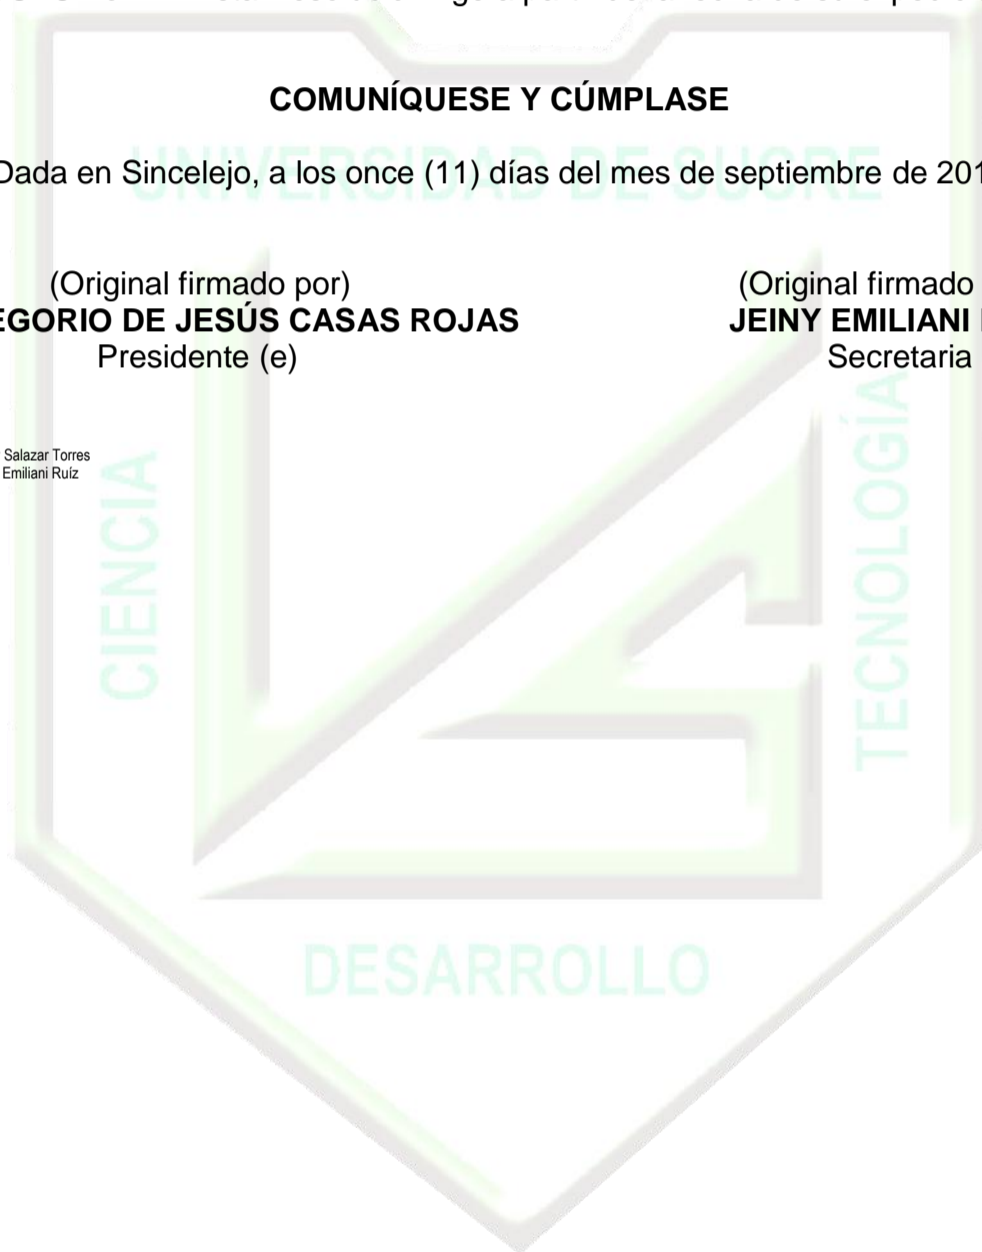 COMUNÍQUESE Y CÚMPLASE
UNIVERSIDAD DE SUCRE
Dada en Sincelejo, a los once (11) días del mes de septiembre de 201
(Original firmado por) (Original firmado
EGORIO DE JESÚS CASAS ROJAS JEINY EMILIANI
Presidente (e) Secretaria
Salazar Torres
Emiliani Ruíz
CIENCIA
TECNOLOGÍA
DESARROLLO